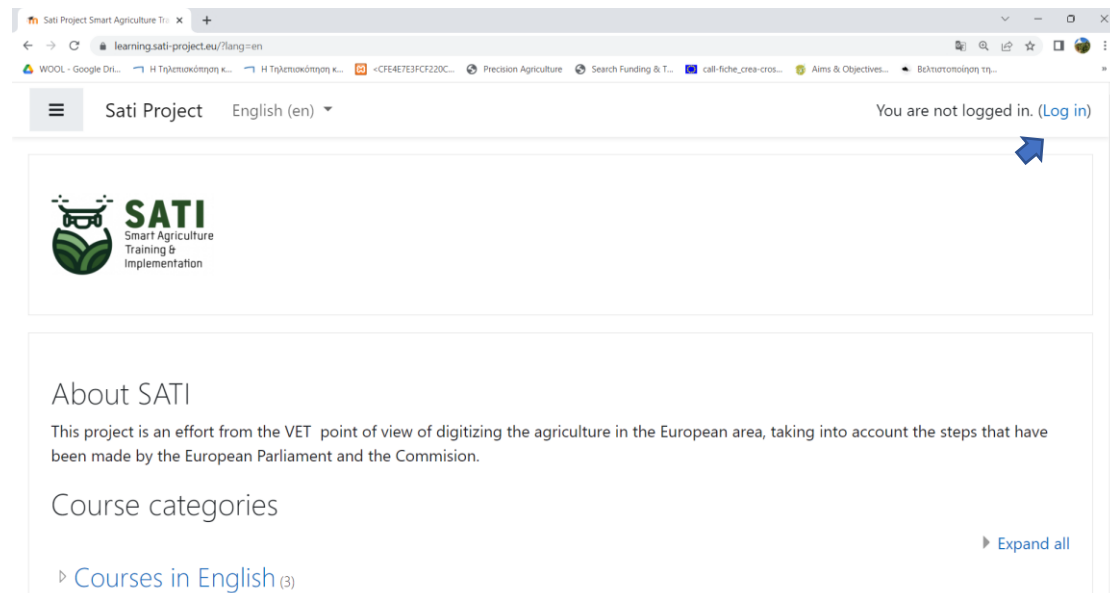 Sati Project Smart Agriculture Tra
learning.sati-project.eu/?lang=en
WOOL - Google Dri... Η Τηλεπισκόπηση κ... Η Τηλεπισκόπηση κ... <CFE4E7E3FCF220C... Precision Agriculture Search Funding & T... call-fiche_crea-cros... Aims & Objectives... Βελτιστοποίηση τη... »
Sati Project English (en) You are not logged in. (Log in)
SATI
Smart Agriculture
Training &
Implementation
About SATI
This project is an effort from the VET point of view of digitizing the agriculture in the European area, taking into account the steps that have
been made by the European Parliament and the Commision.
Course categories
Expand all
Courses in English (3)